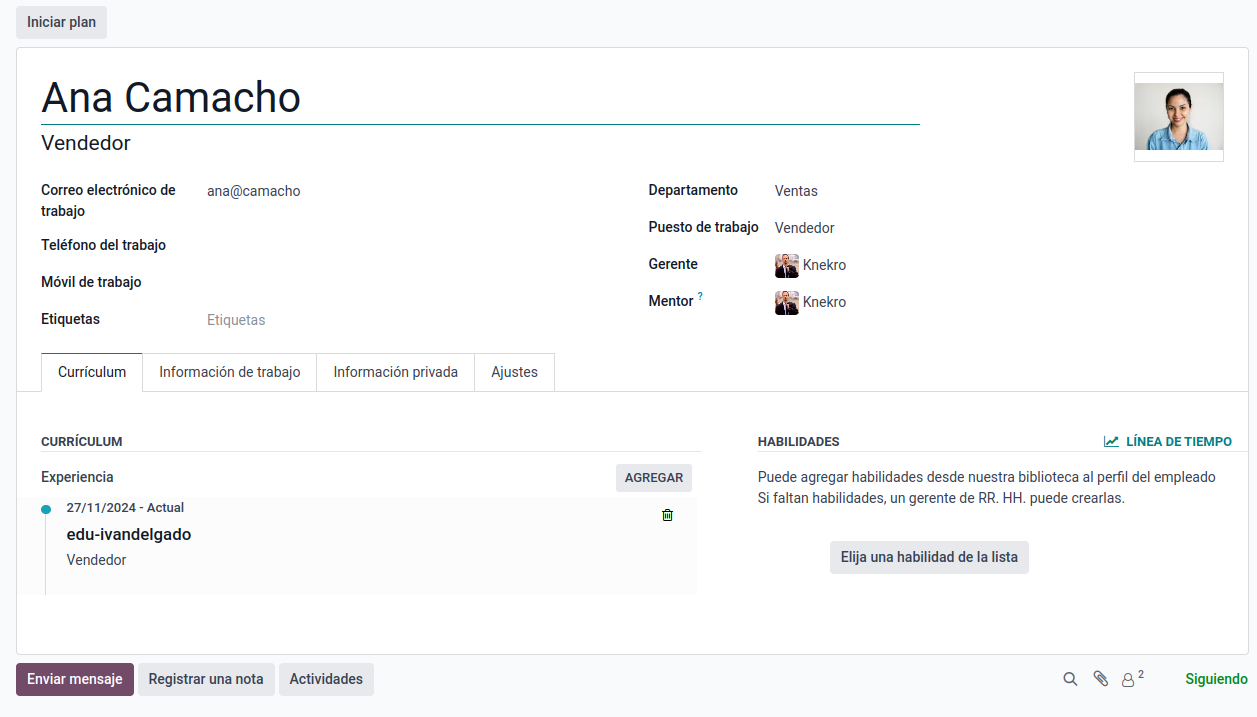 Iniciar plan
Ana Camacho
Vendedor
Correo electrónico de
trabajo
ana@camacho
Teléfono del trabajo
Móvil de trabajo
Etiquetas Etiquetas
Departamento Ventas
Puesto de trabajo Vendedor
Gerente Knekro
Mentor ? Knekro
Currículum Información de trabajo Información privada Ajustes
CURRÍCULUM
Experiencia AGREGAR
27/11/2024 - Actual
edu-ivandelgado
Vendedor
HABILIDADES LÍNEA DE TIEMPO
Puede agregar habilidades desde nuestra biblioteca al perfil del empleado
Si faltan habilidades, un gerente de RR. HH. puede crearlas.
Elija una habilidad de la lista
Enviar mensaje Registrar una nota Actividades 2 Siguiendo